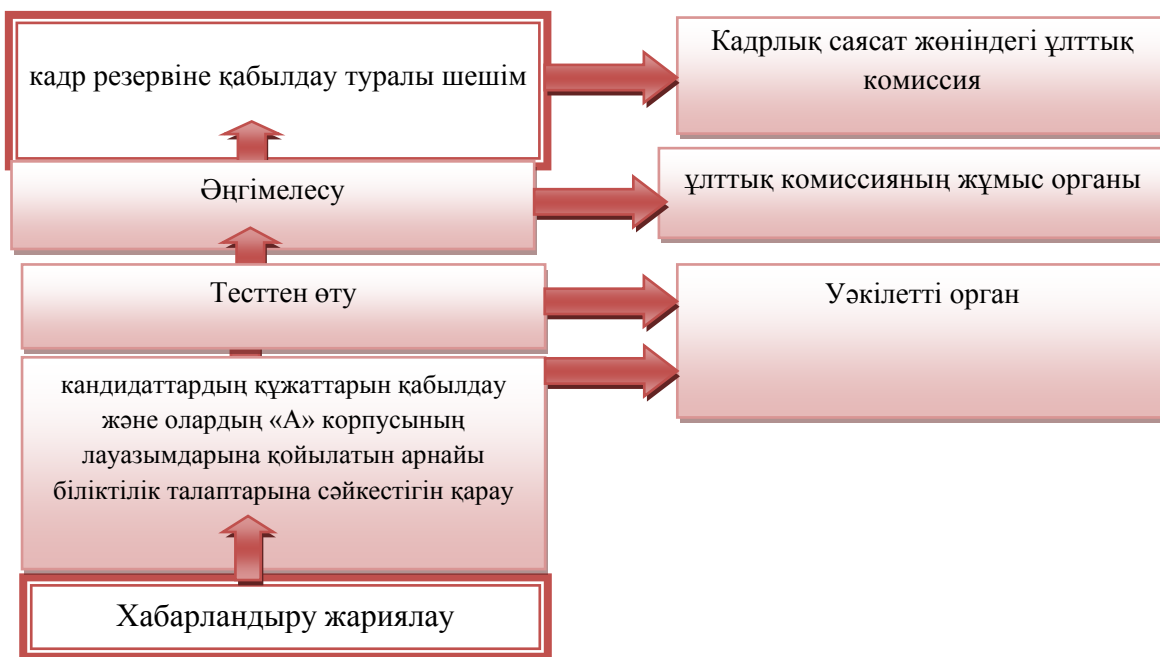 кадр резервіне қабылдау туралы шешім
Кадрлық саясат жөніндегі ұлттық
комиссия
Әңгімелесу
ұлттық комиссияның жұмыс органы
Тесттен өту
Уәкілетті орган
кандидаттардың құжаттарын қабылдау
және олардың «А» корпусының
лауазымдарына қойылатын арнайы
біліктілік талаптарына сәйкестігін қарау
Хабарландыру жариялау